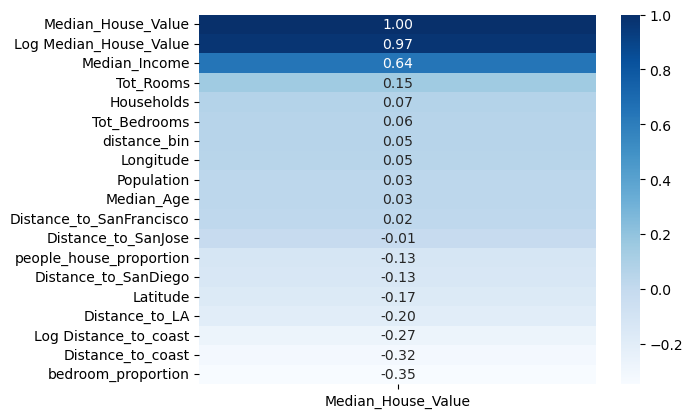 Median_House_Value 1.00
Log Median_House_Value 0.97
Median_Income 0.64
Tot_Rooms 0.15
Households 0.07
Tot_Bedrooms 0.06
distance_bin 0.05
Longitude 0.05
Population 0.03
Median_Age 0.03
Distance_to_SanFrancisco 0.02
Distance_to_SanJose -0.01
people_house_proportion -0.13
Distance_to_SanDiego -0.13
Latitude -0.17
Distance_to_LA -0.20
Log Distance_to_coast -0.27
Distance_to_coast -0.32
bedroom_proportion -0.35
Median_House_Value
1.0
0.8
0.6
0.4
0.2
0.0
−0.2